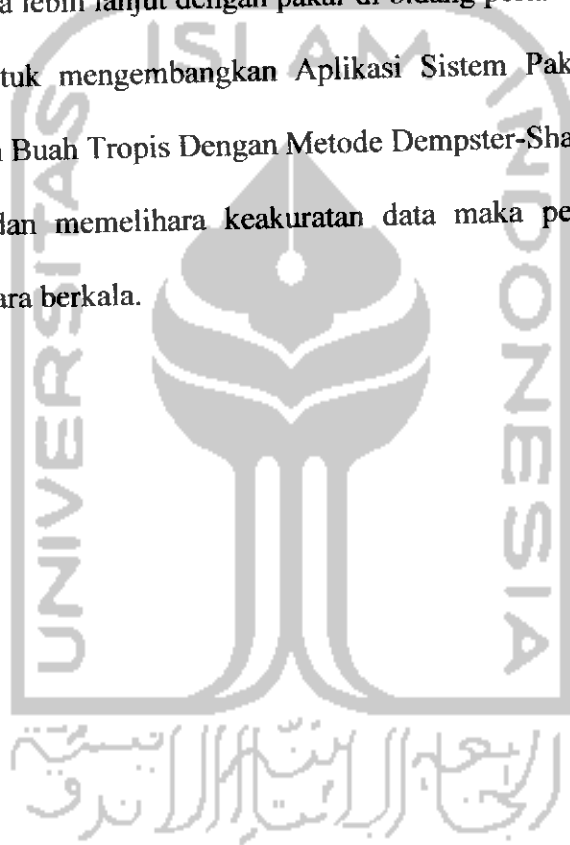 a lebih lanjut dengan pakar di bidang
tuk mengembangkan Aplikasi Sistem Pak
Buah Tropis Dengan Metode Dempster-Sha
dan memelihara keakuratan data maka pe
ara berkala.
ISLAM
UNIVERSITAS
INDONESIA